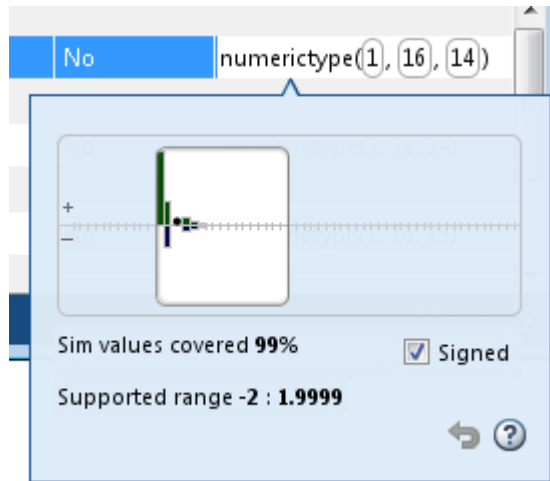 No numerictype(1, 16, 14)
+
−
Sim values covered 99%
Signed
Supported range -2 : 1.9999
?